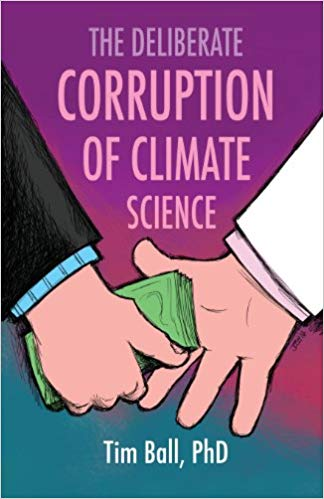 THE DELIBERATE
CORRUPTION
OF CLIMATE
SCIENCE
Tim Ball, PhD